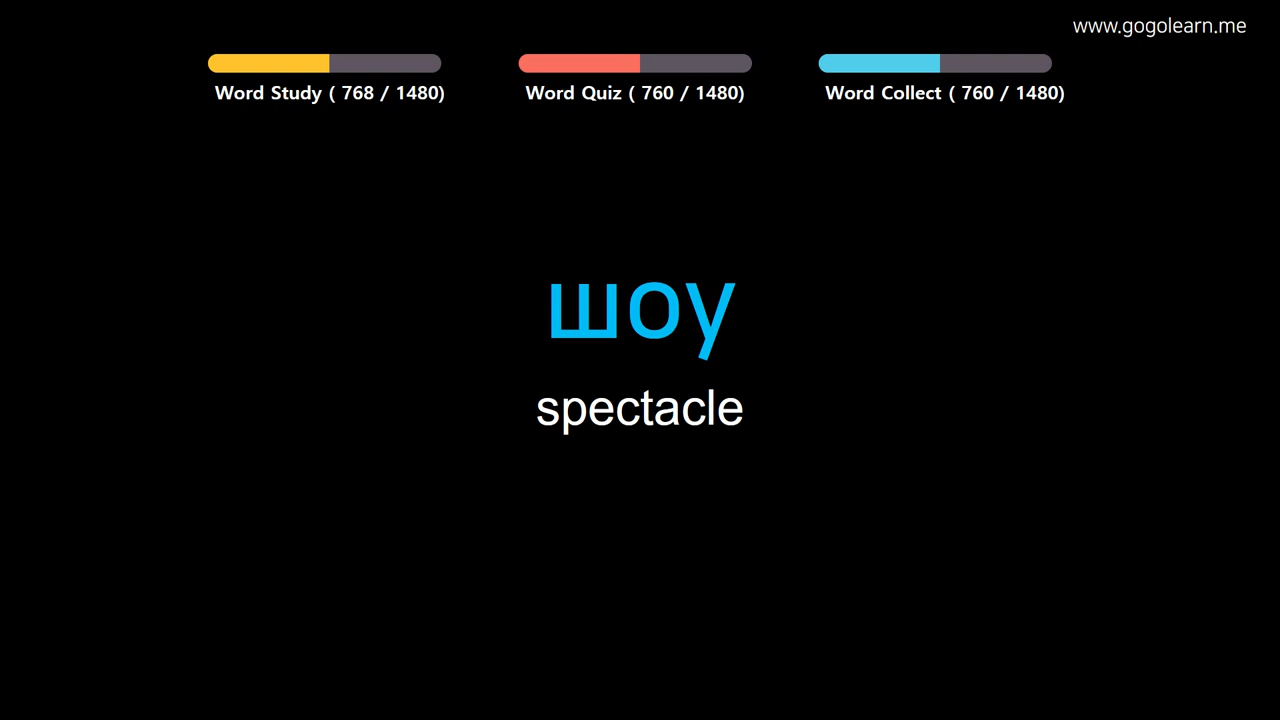 www.gogolearn.me
Word Study ( 768 / 1480)
Word Quiz ( 760 / 1480)
Word Collect ( 760 / 1480)
шоу
spectacle